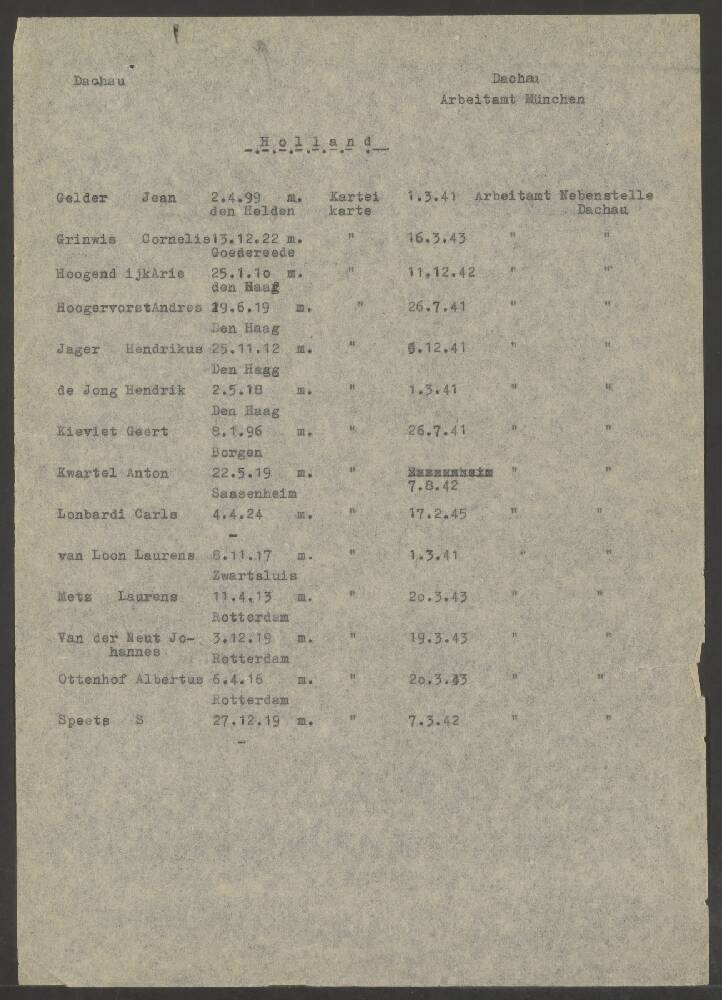 Dachau Dachau
Arbeitamt München
Holland
Gelder Jean 2.4.99 m. Kartei 1.3.41 Arbeitamt Nebenstelle
den Helden karte Dachau
Grinwis Cornelis 13.12.22 m. " 16.3.43 " "
Goedereede
Hoogend ijkArie 25.1.10 m. " 11.12.42 " "
den Haag
HoogervorstAndres 19.6.19 m. " 26.7.41 " "
Den Haag
Jager Hendrikus 25.11.12 m. " .12.41 " "
Den Hagg
de Jong Hendrik 2.5.18 m. " 1.3.41 " "
Den Haag
Kieviet Geert 8.1.96 m. " 26.7.41 " "
Borgen
Kwartel Anton 22.5.19 m. " " "
Sassenheim 7.8.42
Lonbardi Carls 4.4.24 m. " 17.2.45 " "
-
van Loon Laurens 8.11.17 m. " 1.3.41 " "
Zwartsluis
Metz Laurens 11.4.13 m. " 20.3.43 " "
Rotterdam
Van der Neut Jo- 3.12.19 m. " 19.3.43 " "
hannes Rotterdam
Ottenhof Albertus 6.4.16 m. " 20.3.43 " "
Rotterdam
Speets S 27.12.19 m. " 7.3.42 " "
-